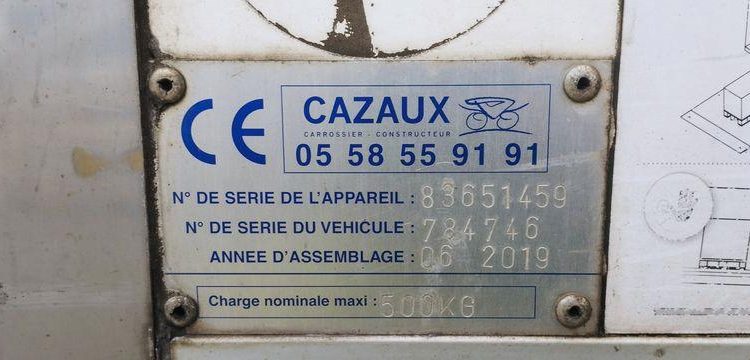 CE
CAZAUX
CARROSSIER - CONSTRUCTEUR
05 58 55 91 91
N° DE SERIE DE L'APPAREIL : 83651459
N° DE SERIE DU VEHICULE : 784746
ANNEE D'ASSEMBLAGE : 06 2019
Charge nominale maxi : 500KG